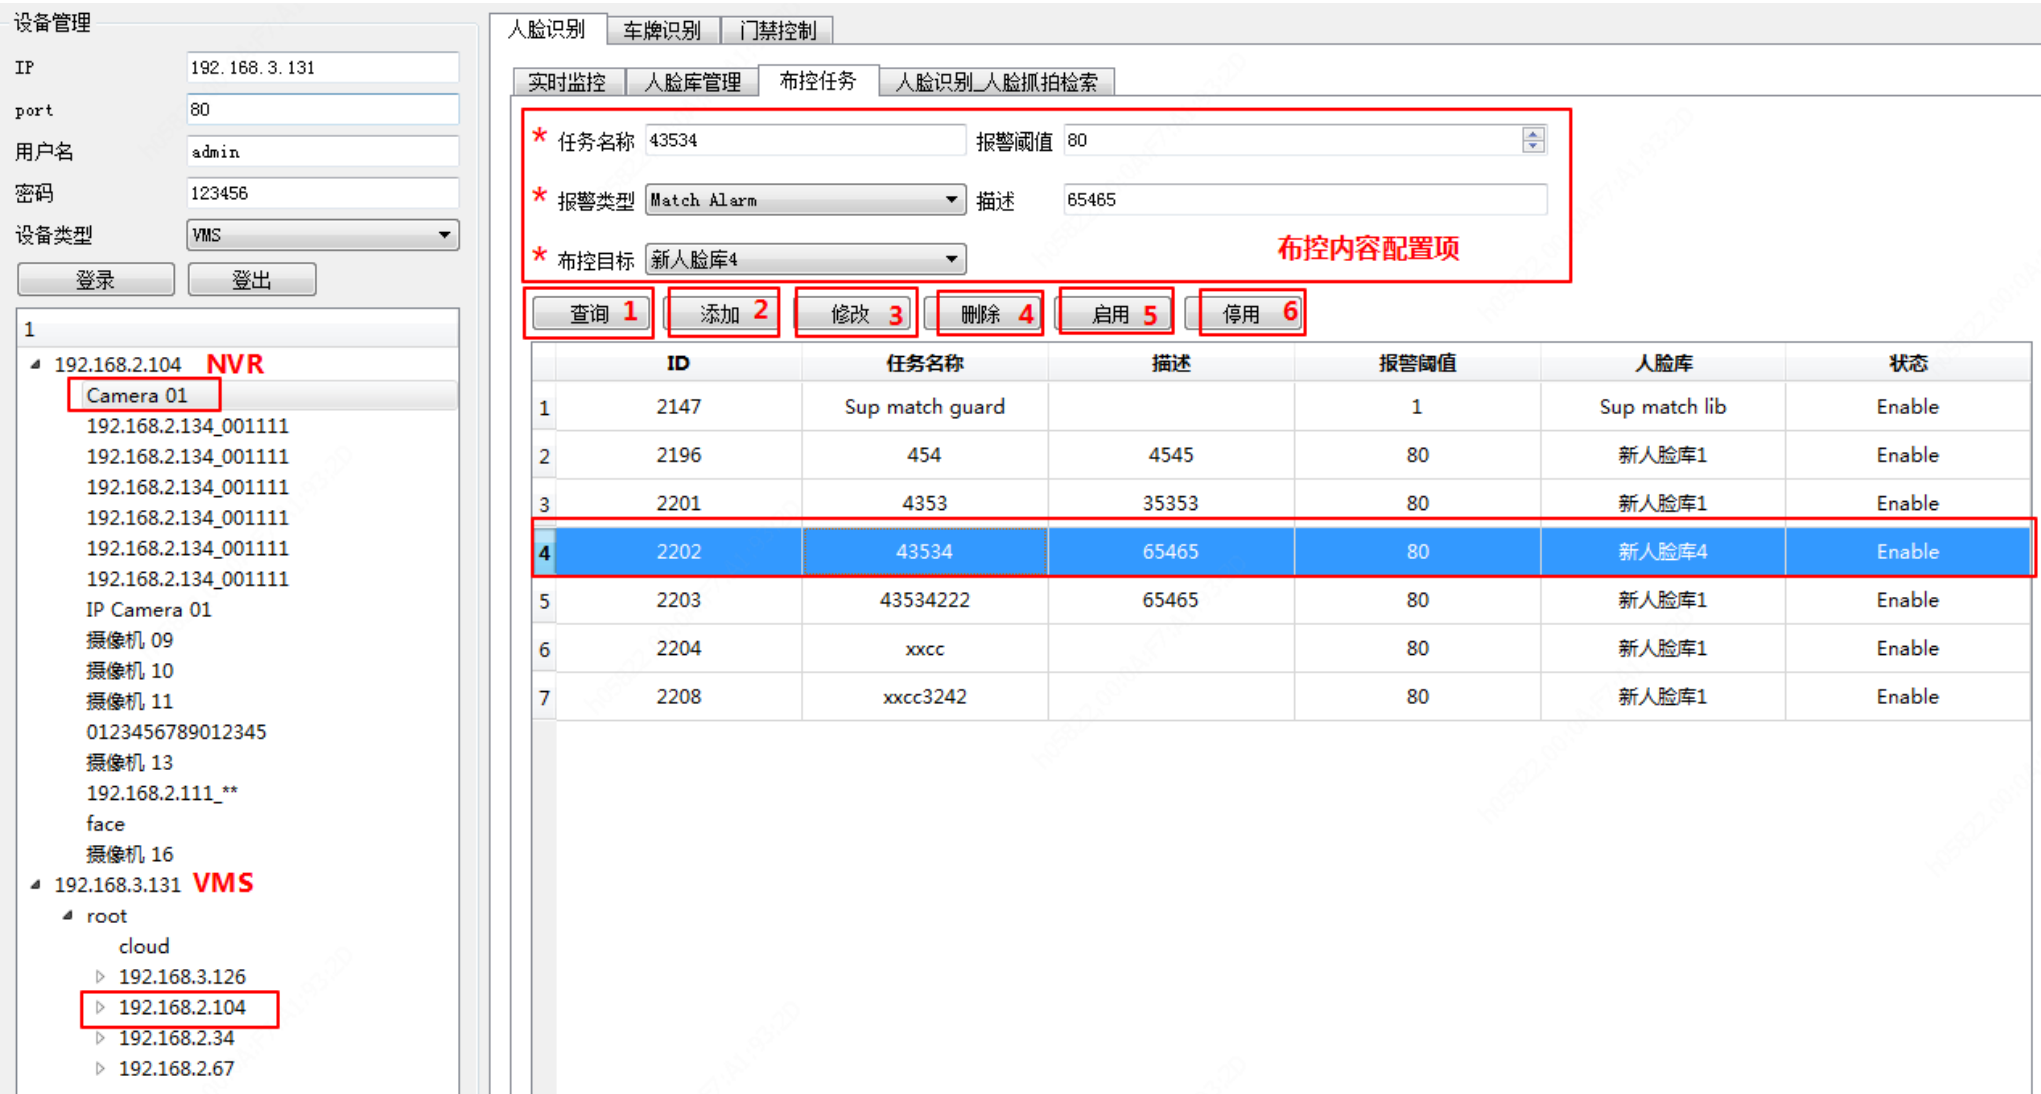 设备管理
IP 192.168.3.131
port 80
用户名 admin
密码 123456
设备类型 VMS
登录 登出
1
192.168.2.104 NVR
Camera 01
192.168.2.134_001111
192.168.2.134_001111
192.168.2.134_001111
192.168.2.134_001111
192.168.2.134_001111
192.168.2.134_001111
IP Camera 01
摄像机 09
摄像机 10
摄像机 11
0123456789012345
摄像机 13
192.168.2.111_**
face
摄像机 16
192.168.3.131 VMS
root
cloud
192.168.3.126
192.168.2.104
192.168.2.34
192.168.2.67
人脸识别 车牌识别 门禁控制
实时监控 人脸库管理 布控任务 人脸识别_人脸抓拍检索
* 任务名称 43534 报警阈值 80
* 报警类型 Match Alarm 描述 65465
* 布控目标 新人脸库4 布控内容配置项
查询 1 添加 2 修改 3 删除 4 启用 5 停用 6
ID 任务名称 描述 报警阈值 人脸库 状态
1 2147 Sup match guard 1 Sup match lib Enable
2 2196 454 4545 80 新人脸库1 Enable
3 2201 4353 35353 80 新人脸库1 Enable
4 2202 43534 65465 80 新人脸库4 Enable
5 2203 43534222 65465 80 新人脸库1 Enable
6 2204 xxcc 80 新人脸库1 Enable
7 2208 xxcc3242 80 新人脸库1 Enable